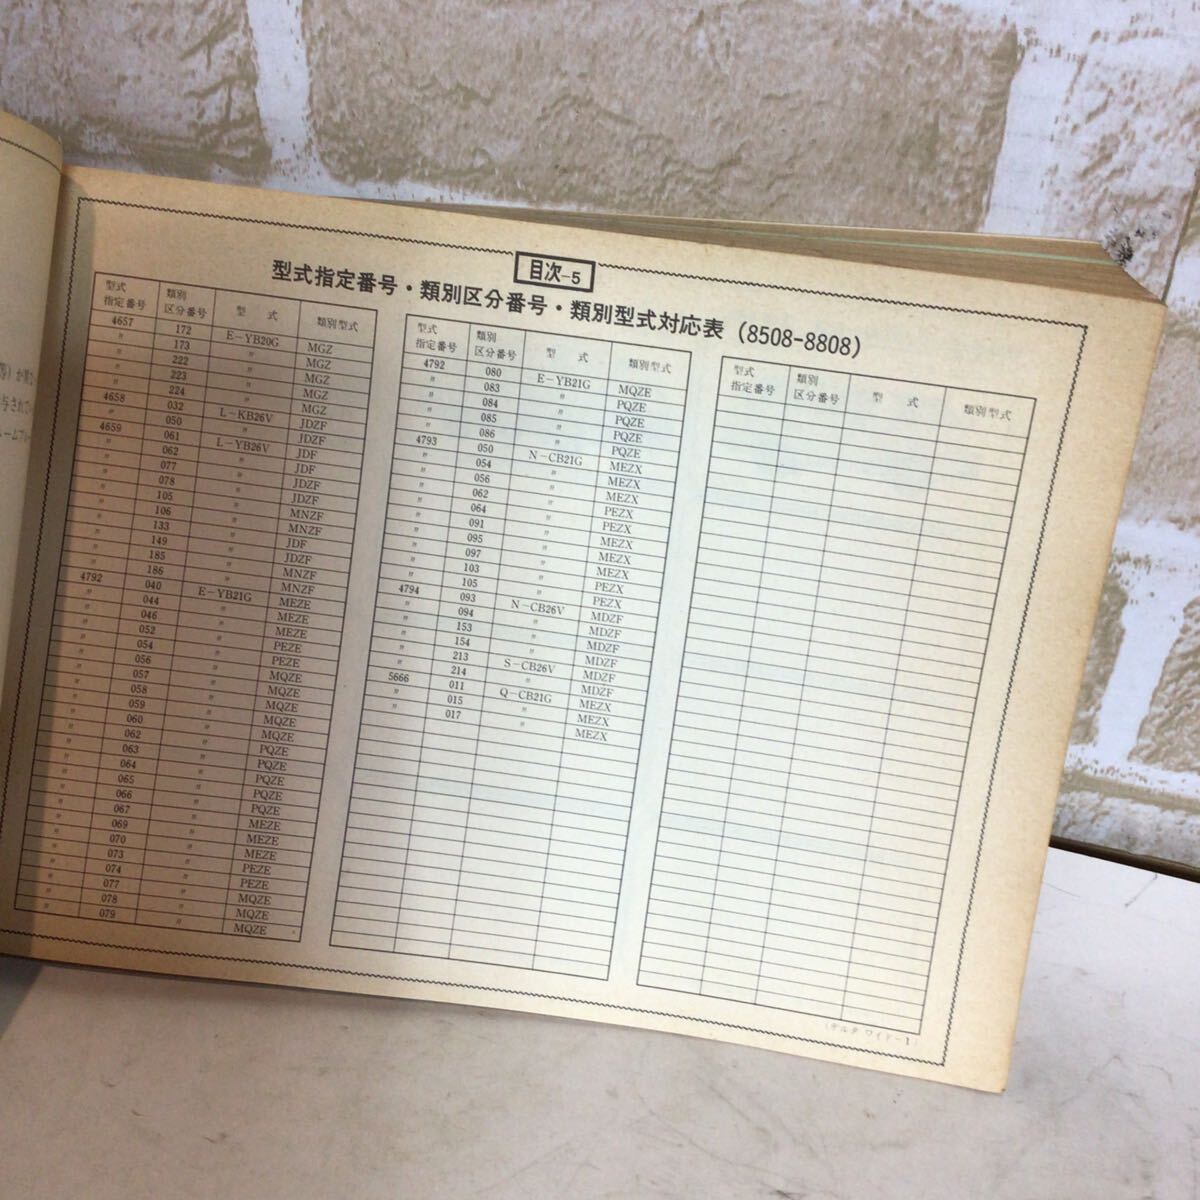 目次-5
型式指定番号・類別区分番号・類別型式対応表 (8508-8808)
型式指定番号 類別区分番号 型式 類別型式
4657 172 E-YB20G MGZ
〃 173 〃 MGZ
〃 222 〃 MGZ
〃 223 〃 MGZ
〃 224 〃 MGZ
4658 032 L-KB26V JDZF
〃 050 〃 JDZF
4659 061 L-YB26V JDF
〃 062 〃 JDF
〃 077 〃 JDZF
〃 078 〃 JDZF
〃 105 〃 MNZF
〃 106 〃 MNZF
〃 133 〃 JDF
〃 149 〃 JDZF
〃 185 〃 MNZF
〃 186 〃 MNZF
4792 040 E-YB21G MEZE
〃 044 〃 MEZE
〃 046 〃 MEZE
〃 052 〃 PEZE
〃 054 〃 PEZE
〃 056 〃 MQZE
〃 057 〃 MQZE
〃 058 〃 MQZE
〃 059 〃 MQZE
〃 060 〃 MQZE
〃 062 〃 PQZE
〃 063 〃 PQZE
〃 064 〃 PQZE
〃 065 〃 PQZE
〃 066 〃 PQZE
〃 067 〃 MEZE
〃 069 〃 MEZE
〃 070 〃 MEZE
〃 073 〃 PEZE
〃 074 〃 PEZE
〃 077 〃 MQZE
〃 078 〃 MQZE
〃 079 〃 MQZE
型式指定番号 類別区分番号 型式 類別型式
4792 080 E-YB21G MQZE
〃 083 〃 PQZE
〃 084 〃 PQZE
〃 085 〃 PQZE
〃 086 〃 PQZE
4793 050 N-CB21G MEZX
〃 054 〃 MEZX
〃 056 〃 MEZX
〃 062 〃 PEZX
〃 064 〃 PEZX
〃 091 〃 MEZX
〃 095 〃 MEZX
〃 097 〃 MEZX
〃 103 〃 PEZX
〃 105 〃 PEZX
4794 093 N-CB26V MDZF
〃 094 〃 MDZF
〃 153 〃 MDZF
〃 154 〃 MDZF
〃 213 S-CB26V MDZF
〃 214 〃 MDZF
5666 011 Q-CB21G MEZX
〃 015 〃 MEZX
〃 017 〃 MEZX
型式指定番号 類別区分番号 型式 類別型式
(デルタ ワイド-1)